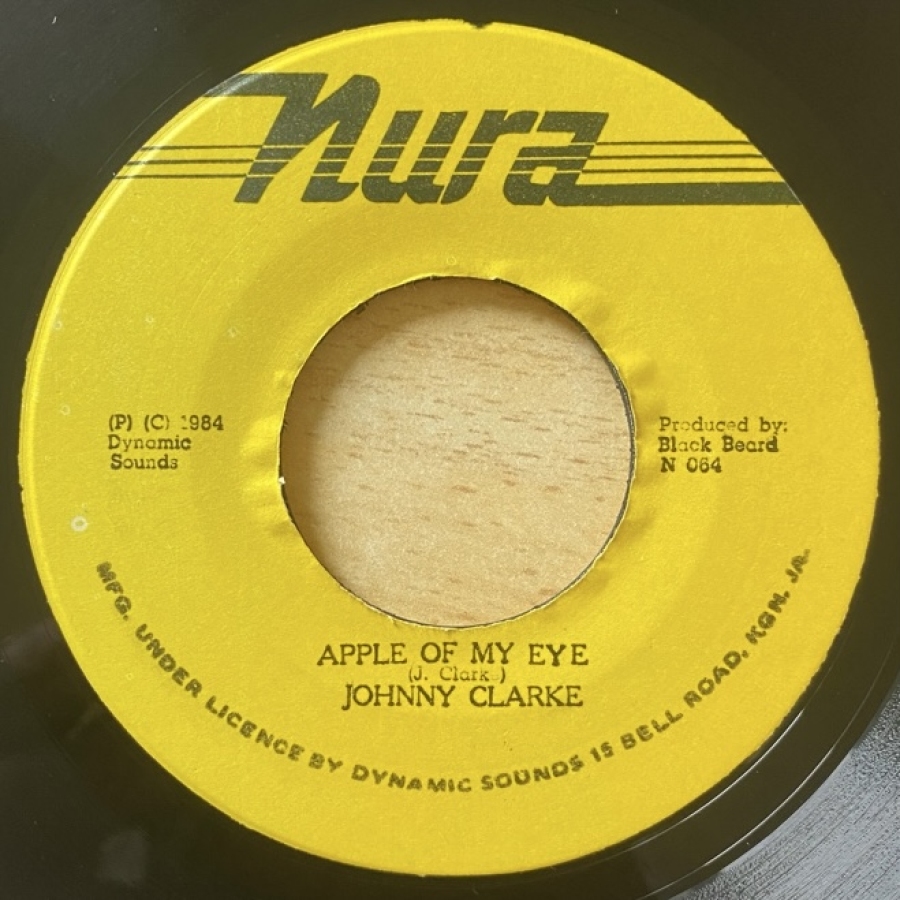 Nura
(P) (C) 1984
Dynamic
Sounds
Produced by:
Black Beard
N 064
APPLE OF MY EYE
(J. Clarke)
JOHNNY CLARKE
MFG. UNDER LICENCE BY DYNAMIC SOUNDS 15 BELL ROAD, KGN. JA.